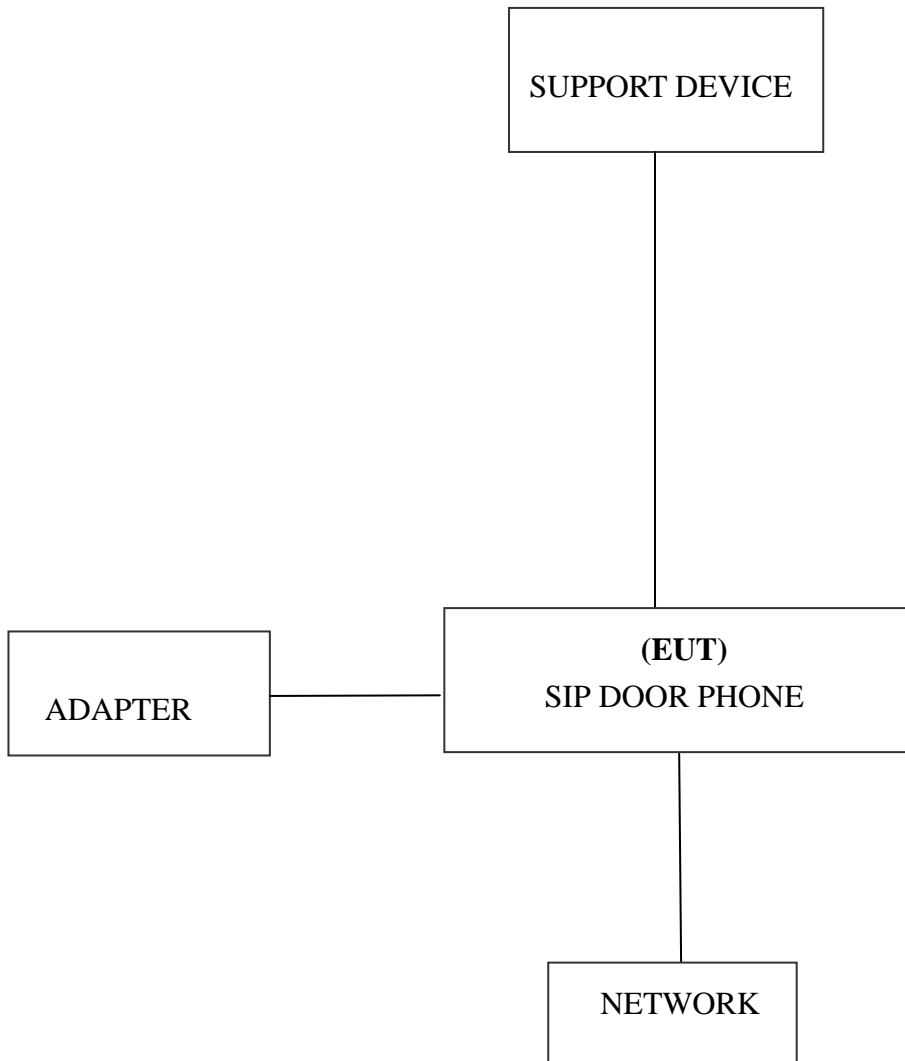 SUPPORT DEVICE
(EUT)
SIP DOOR PHONE
ADAPTER
NETWORK